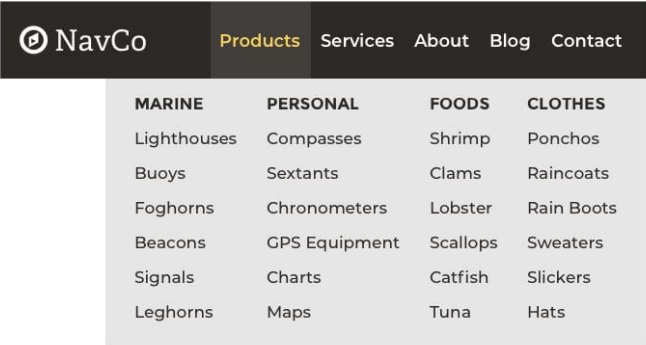 NavCo
Products Services About Blog Contact
MARINE
Lighthouses
Buoys
Foghorns
Beacons
Signals
Leghorns
PERSONAL
Compasses
Sextants
Chronometers
GPS Equipment
Charts
Maps
FOODS
Shrimp
Clams
Lobster
Scallops
Catfish
Tuna
CLOTHES
Ponchos
Raincoats
Rain Boots
Sweaters
Slickers
Hats